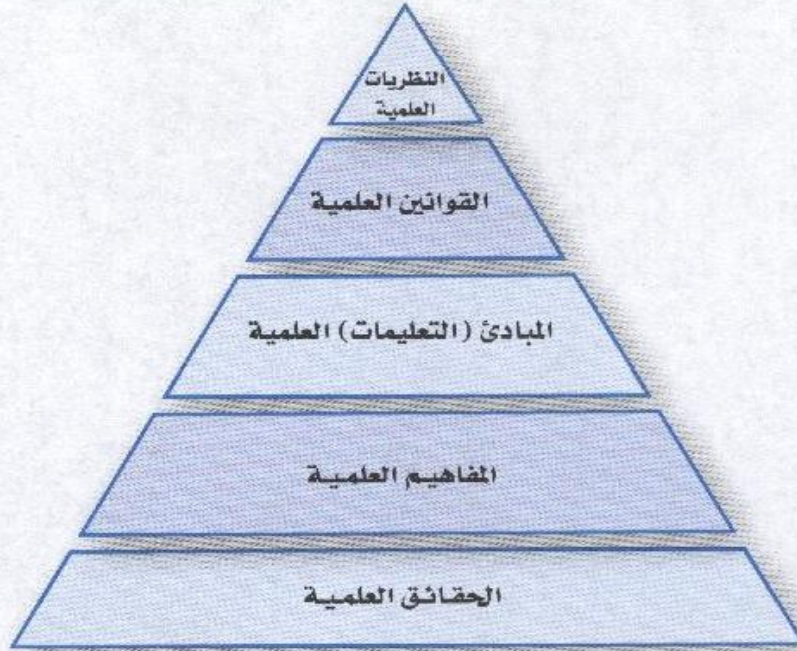 النظريات
العلمية
القوانين العلمية
المبادئ (التعليمات) العلمية
المفاهيم العلمية
الحقائق العلمية